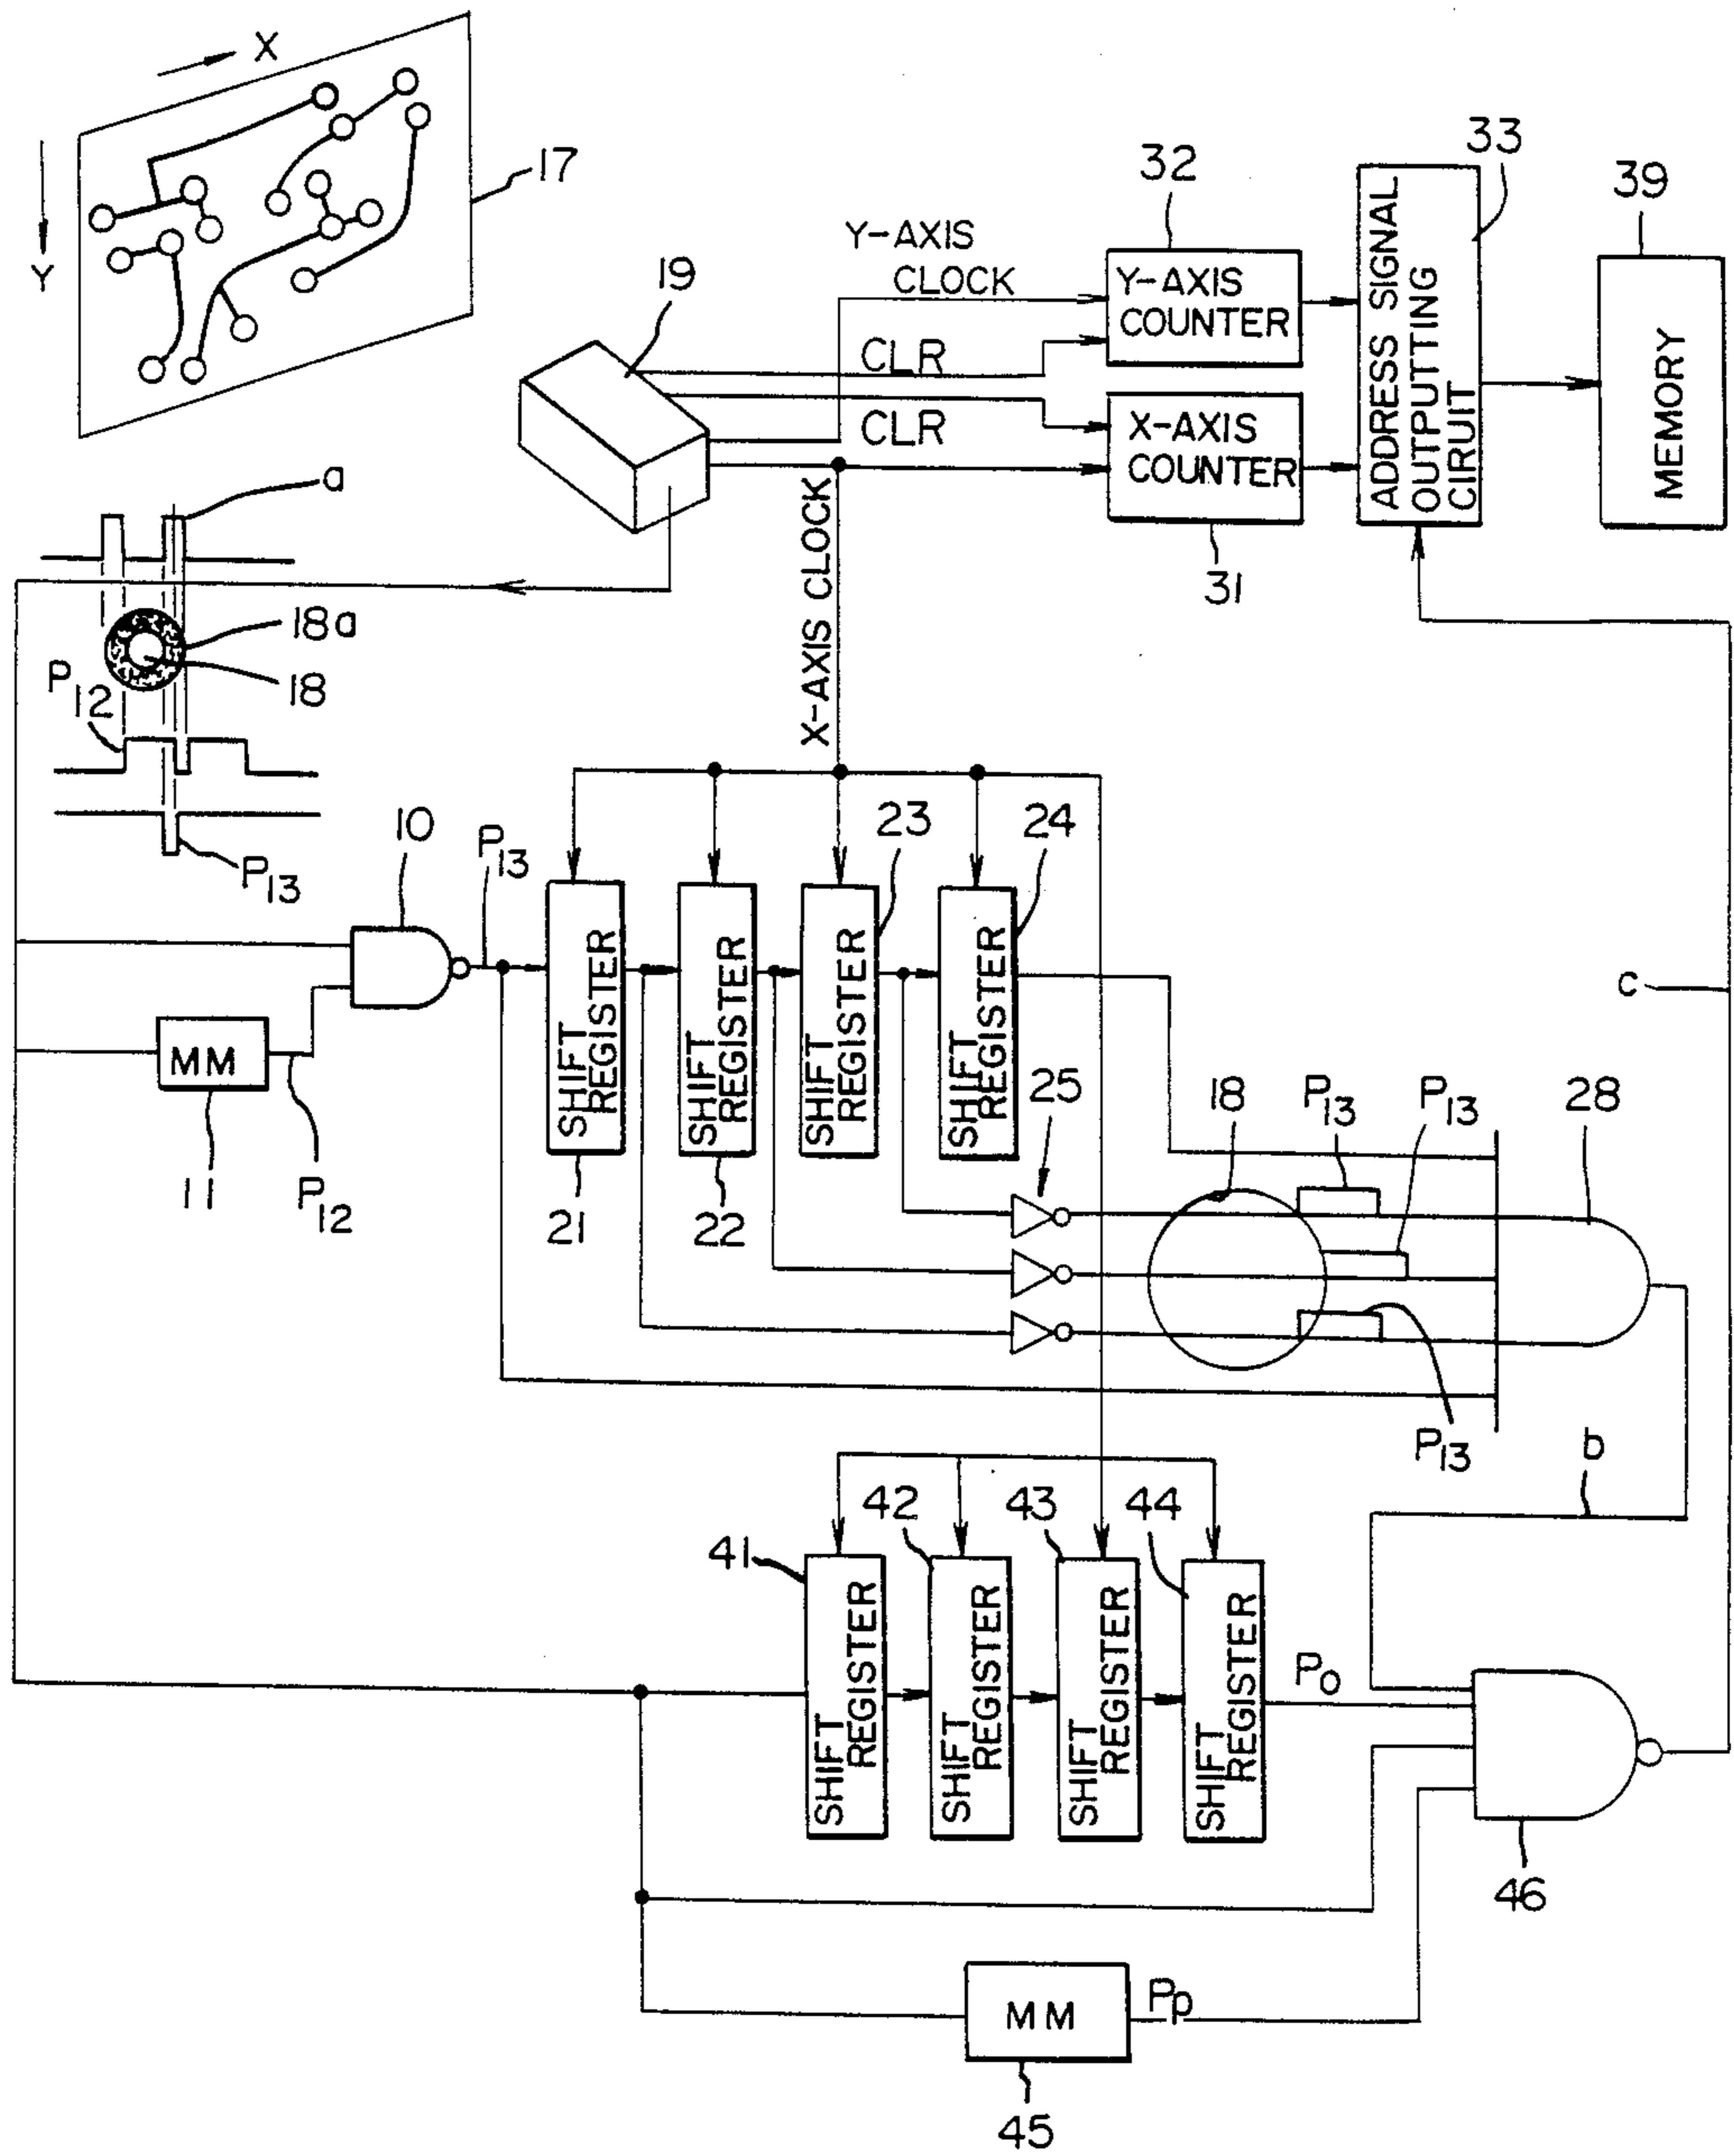 X
Y
17
32
33
39
Y-AXIS
CLOCK
19
Y-AXIS
COUNTER
CLR
CLR
X-AXIS
COUNTER
ADDRESS SIGNAL
OUTPUTTING
CIRUIT
MEMORY
a
31
X-AXIS CLOCK
18a
18
P12
10
P13
23
24
P13
SHIFT
REGISTER
SHIFT
REGISTER
SHIFT
REGISTER
SHIFT
REGISTER
c
MM
11
P12
21
22
25
18
P13
P13
28
P13
b
41
42
43
44
SHIFT
REGISTER
SHIFT
REGISTER
SHIFT
REGISTER
SHIFT
REGISTER
Po
46
MM
Pp
45